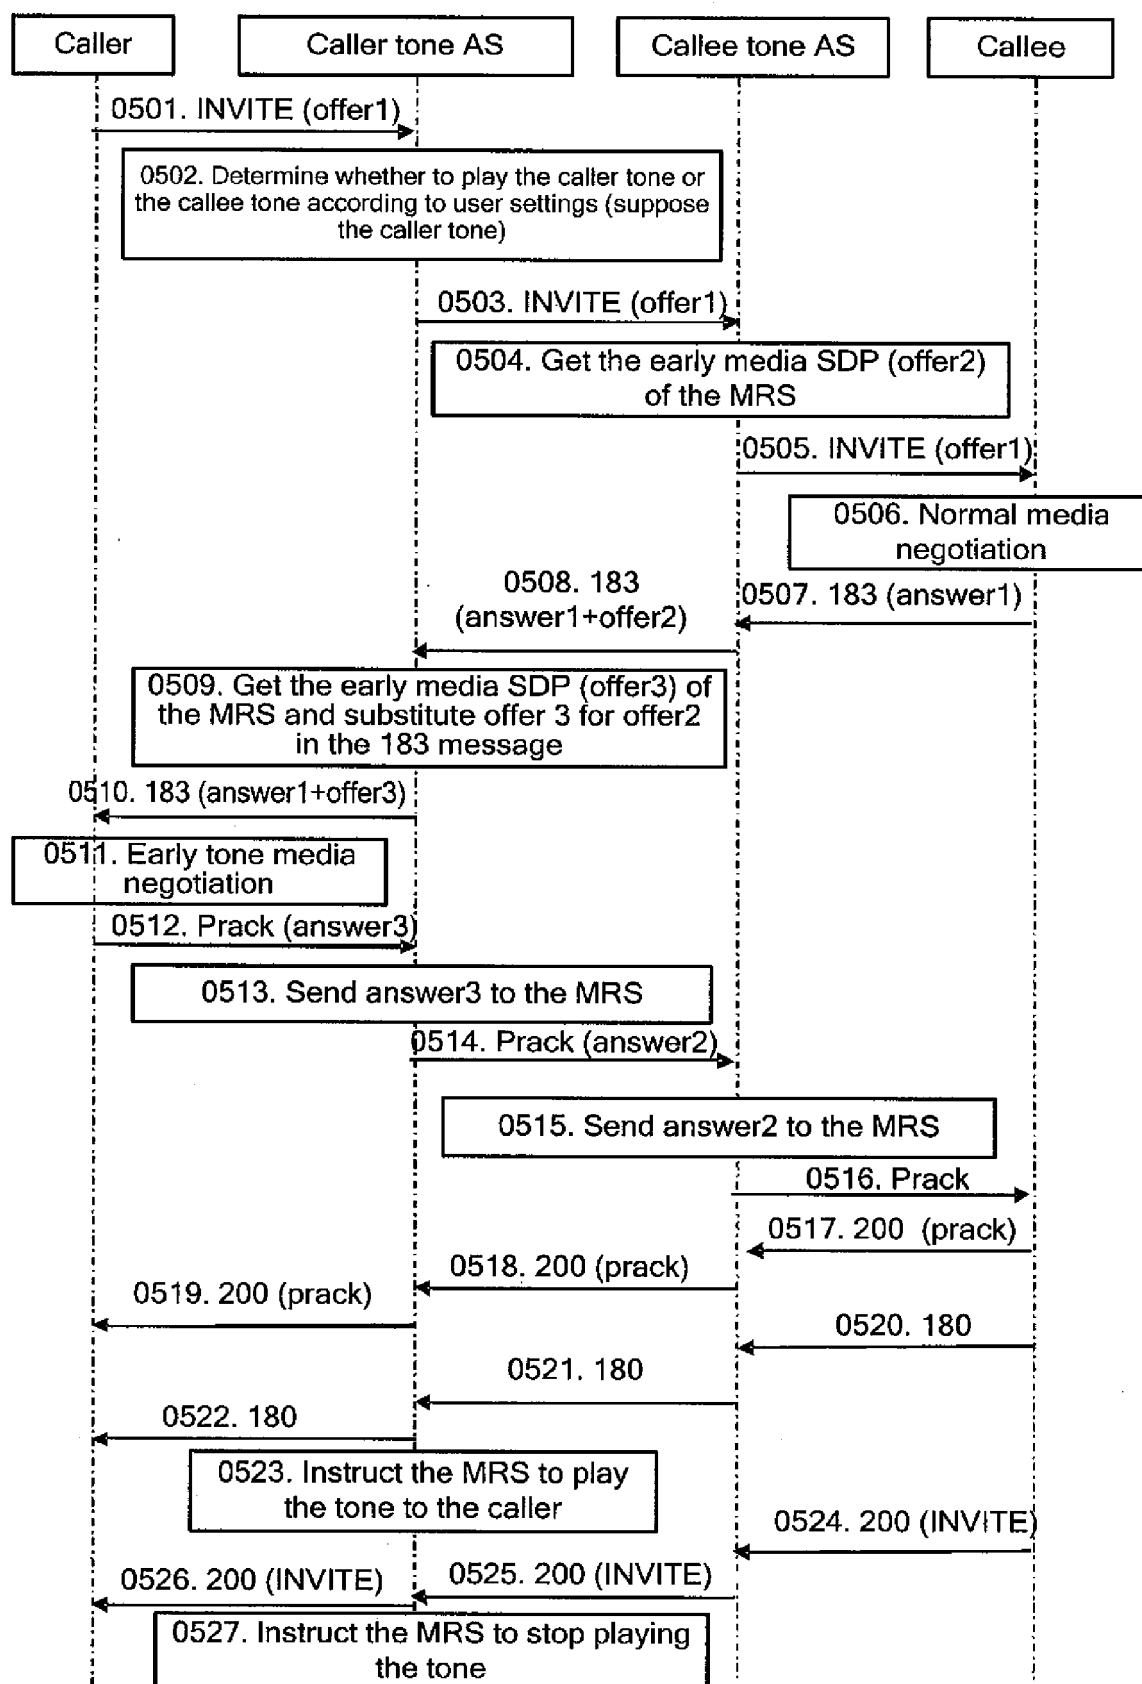 Caller
Caller tone AS
Callee tone AS
Callee
0501. INVITE (offer1)
0502. Determine whether to play the caller tone or
the callee tone according to user settings (suppose
the caller tone)
0503. INVITE (offer1)
0504. Get the early media SDP (offer2)
of the MRS
0505. INVITE (offer1)
0506. Normal media
negotiation
0507. 183 (answer1)
0508. 183
(answer1+offer2)
0509. Get the early media SDP (offer3) of
the MRS and substitute offer 3 for offer2
in the 183 message
0510. 183 (answer1+offer3)
0511. Early tone media
negotiation
0512. Prack (answer3)
0513. Send answer3 to the MRS
0514. Prack (answer2)
0515. Send answer2 to the MRS
0516. Prack
0517. 200 (prack)
0518. 200 (prack)
0519. 200 (prack)
0520. 180
0521. 180
0522. 180
0523. Instruct the MRS to play
the tone to the caller
0524. 200 (INVITE)
0525. 200 (INVITE)
0526. 200 (INVITE)
0527. Instruct the MRS to stop playing
the tone